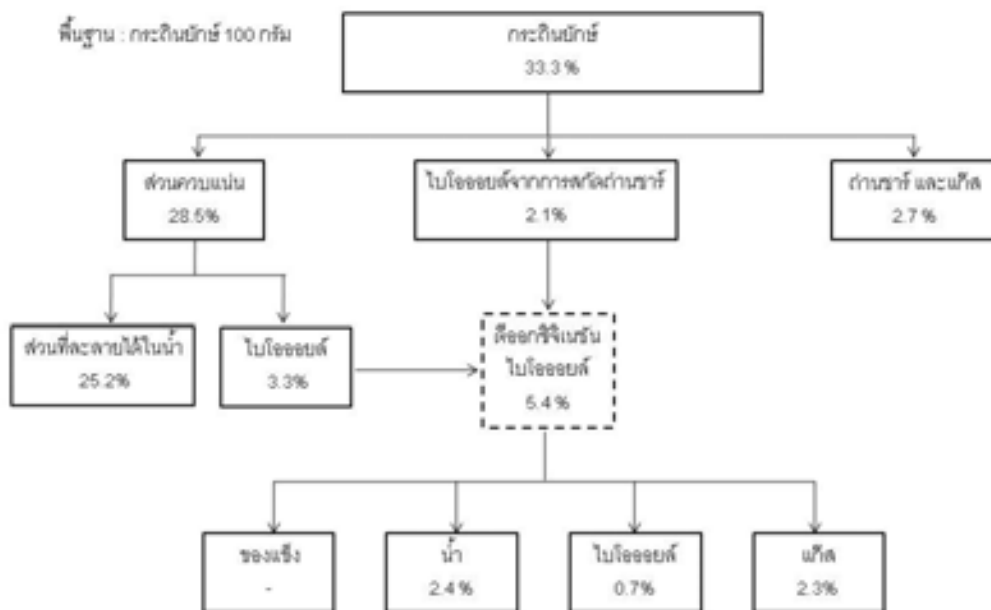 พื้นฐาน : กระถินยักษ์ 100 กรัม
กระถินยักษ์
33.3 %
ส่วนควบแน่น
28.5%
ไบโอออยล์จากการสกัดถ่านชาร์
2.1%
ถ่านชาร์ และแก๊ส
2.7 %
ส่วนที่ละลายได้ในน้ำ
25.2%
ไบโอออยล์
3.3%
ดีออกซิจิเนชัน
ไบโอออยล์
5.4 %
ของแข็ง
-
น้ำ
2.4 %
ไบโอออยล์
0.7%
แก๊ส
2.3%